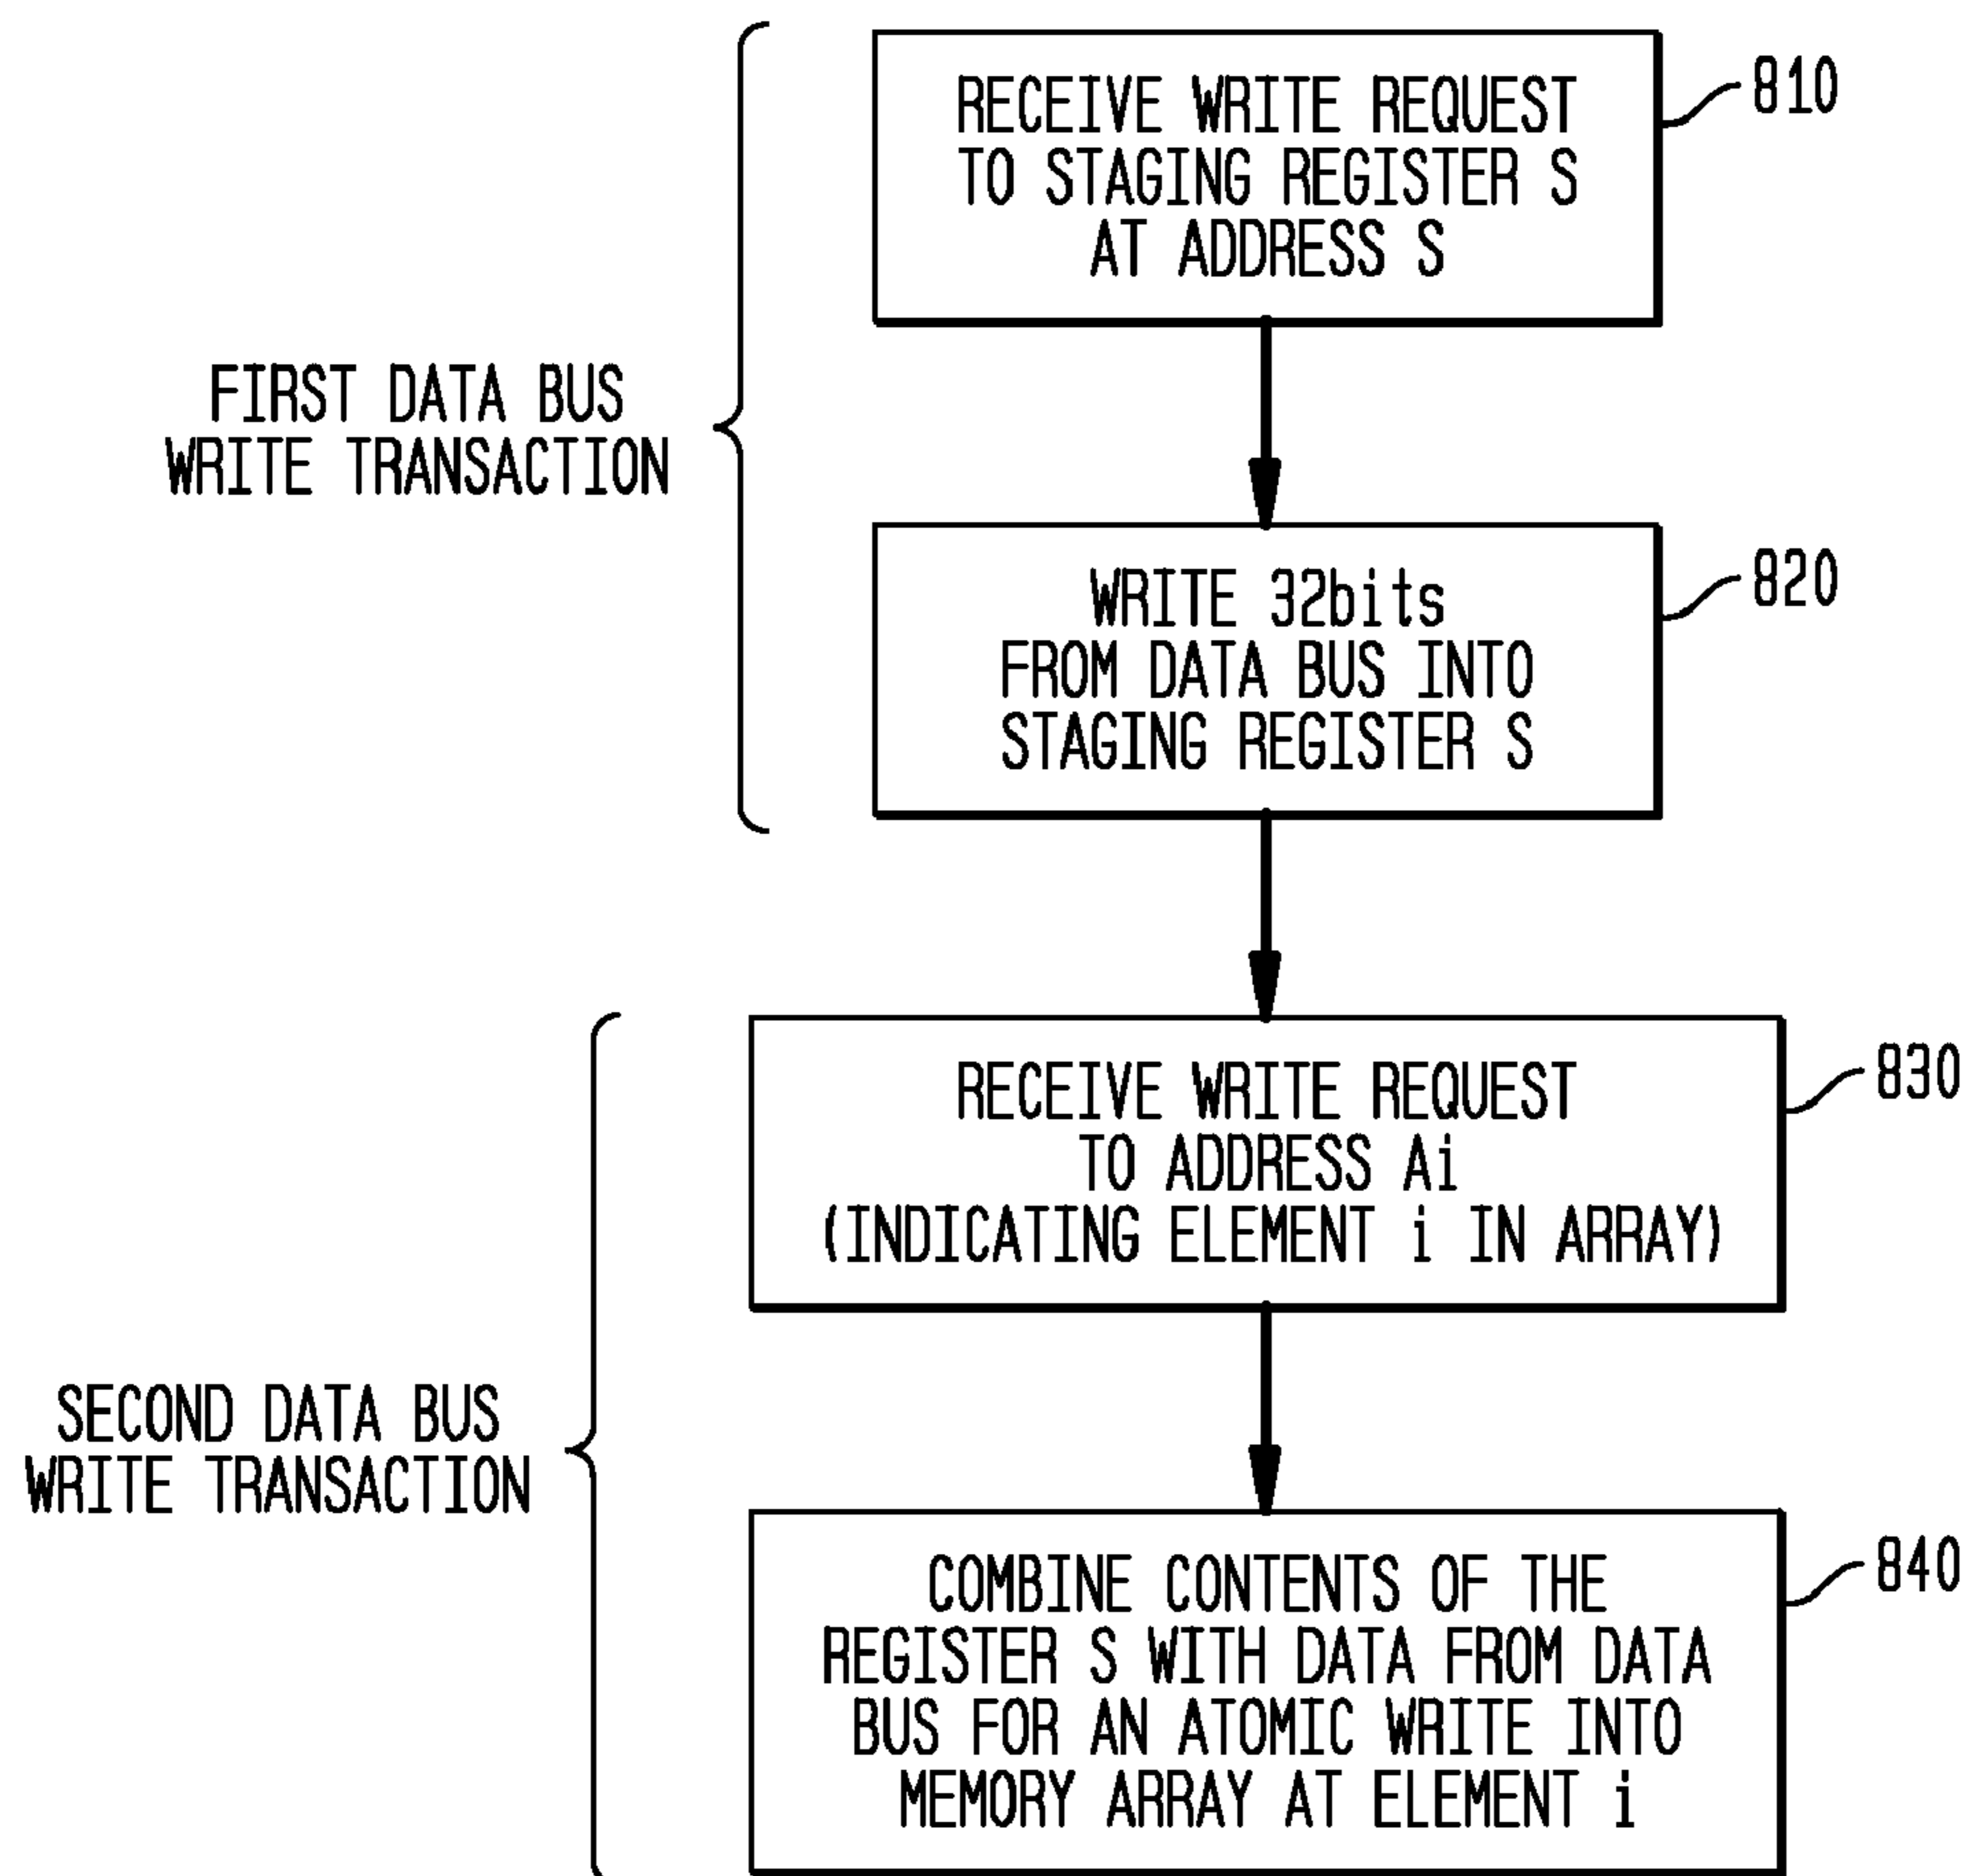 RECEIVE WRITE REQUEST
TO STAGING REGISTER S
AT ADDRESS S
810
FIRST DATA BUS
WRITE TRANSACTION
WRITE 32bits
FROM DATA BUS INTO
STAGING REGISTER S
820
RECEIVE WRITE REQUEST
TO ADDRESS Ai
(INDICATING ELEMENT i IN ARRAY)
830
SECOND DATA BUS
WRITE TRANSACTION
COMBINE CONTENTS OF THE
REGISTER S WITH DATA FROM DATA
BUS FOR AN ATOMIC WRITE INTO
MEMORY ARRAY AT ELEMENT i
840